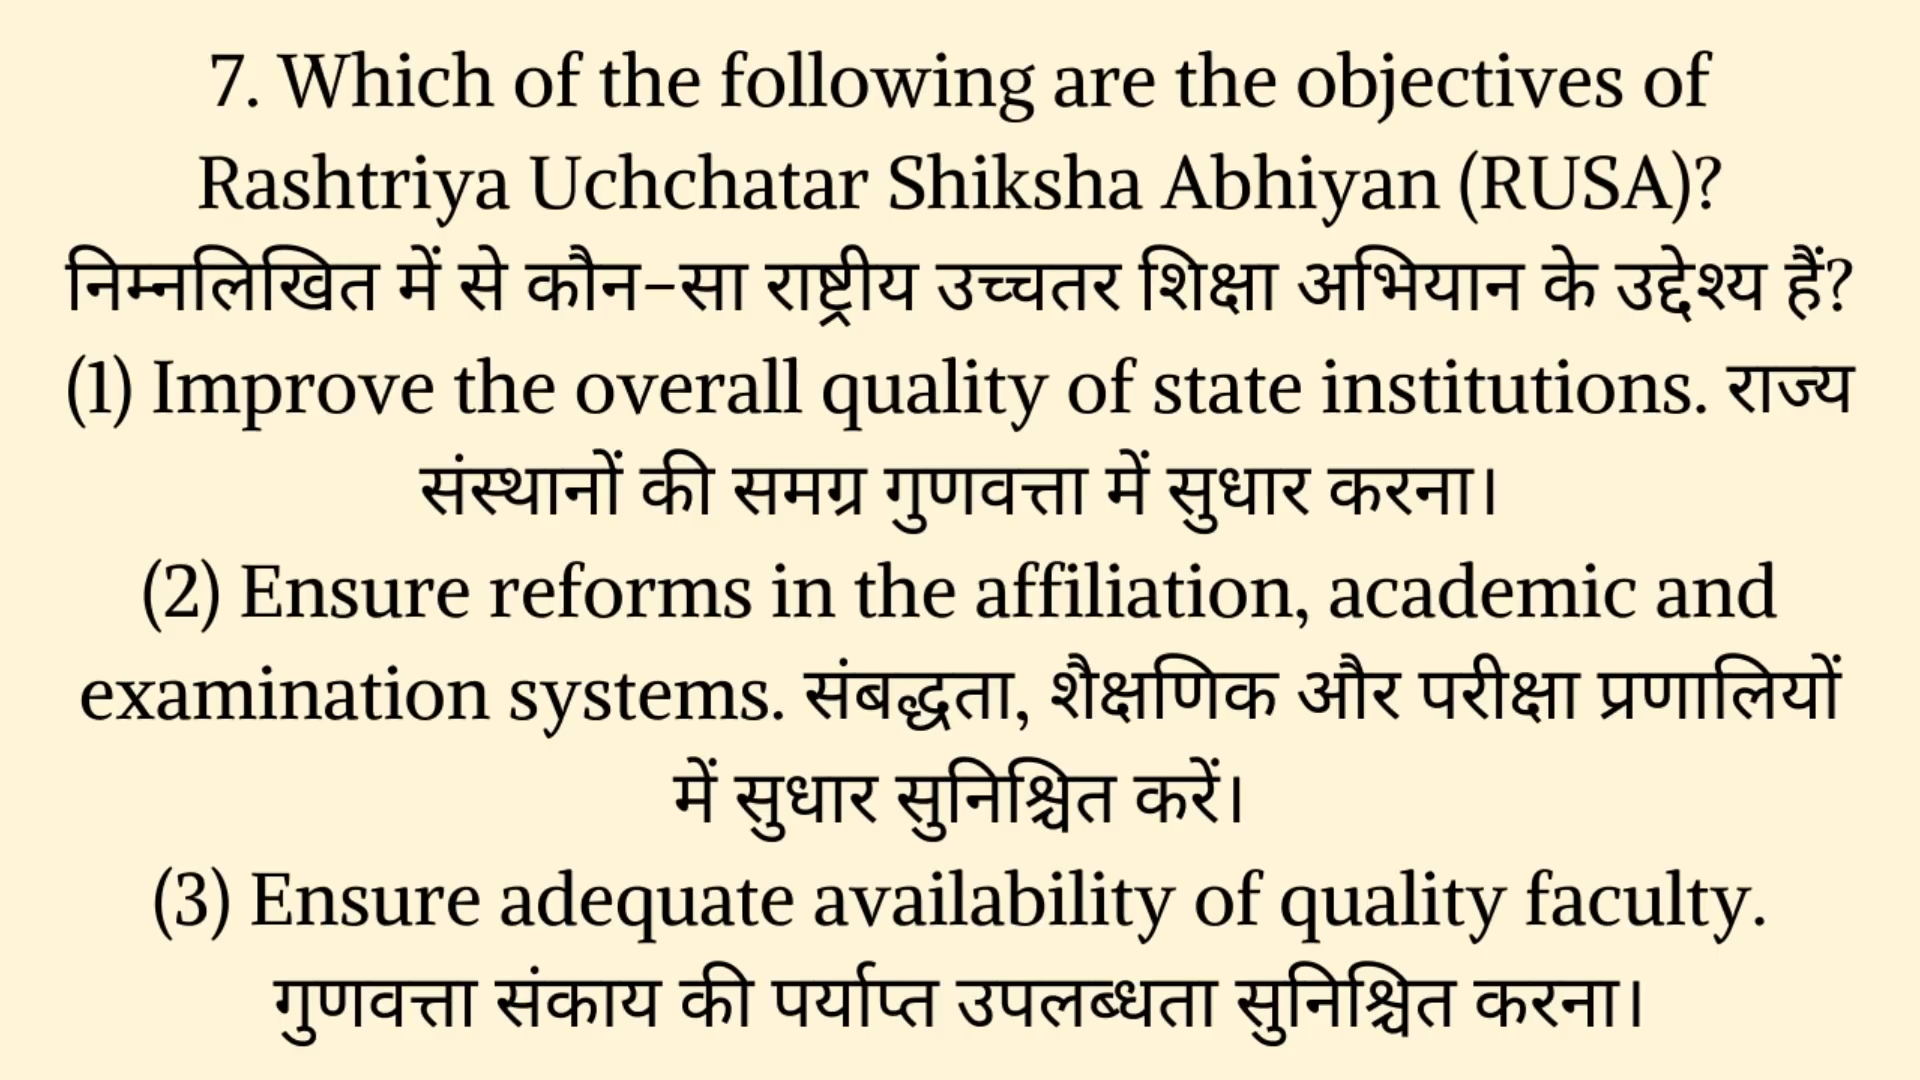 7. Which of the following are the objectives of
Rashtriya Uchchatar Shiksha Abhiyan (RUSA)?
निम्नलिखित में से कौन-सा राष्ट्रीय उच्चतर शिक्षा अभियान के उद्देश्य हैं?
(1) Improve the overall quality of state institutions. राज्य
संस्थानों की समग्र गुणवत्ता में सुधार करना।
(2) Ensure reforms in the affiliation, academic and
examination systems. संबद्धता, शैक्षणिक और परीक्षा प्रणालियों
में सुधार सुनिश्चित करें।
(3) Ensure adequate availability of quality faculty.
गुणवत्ता संकाय की पर्याप्त उपलब्धता सुनिश्चित करना।